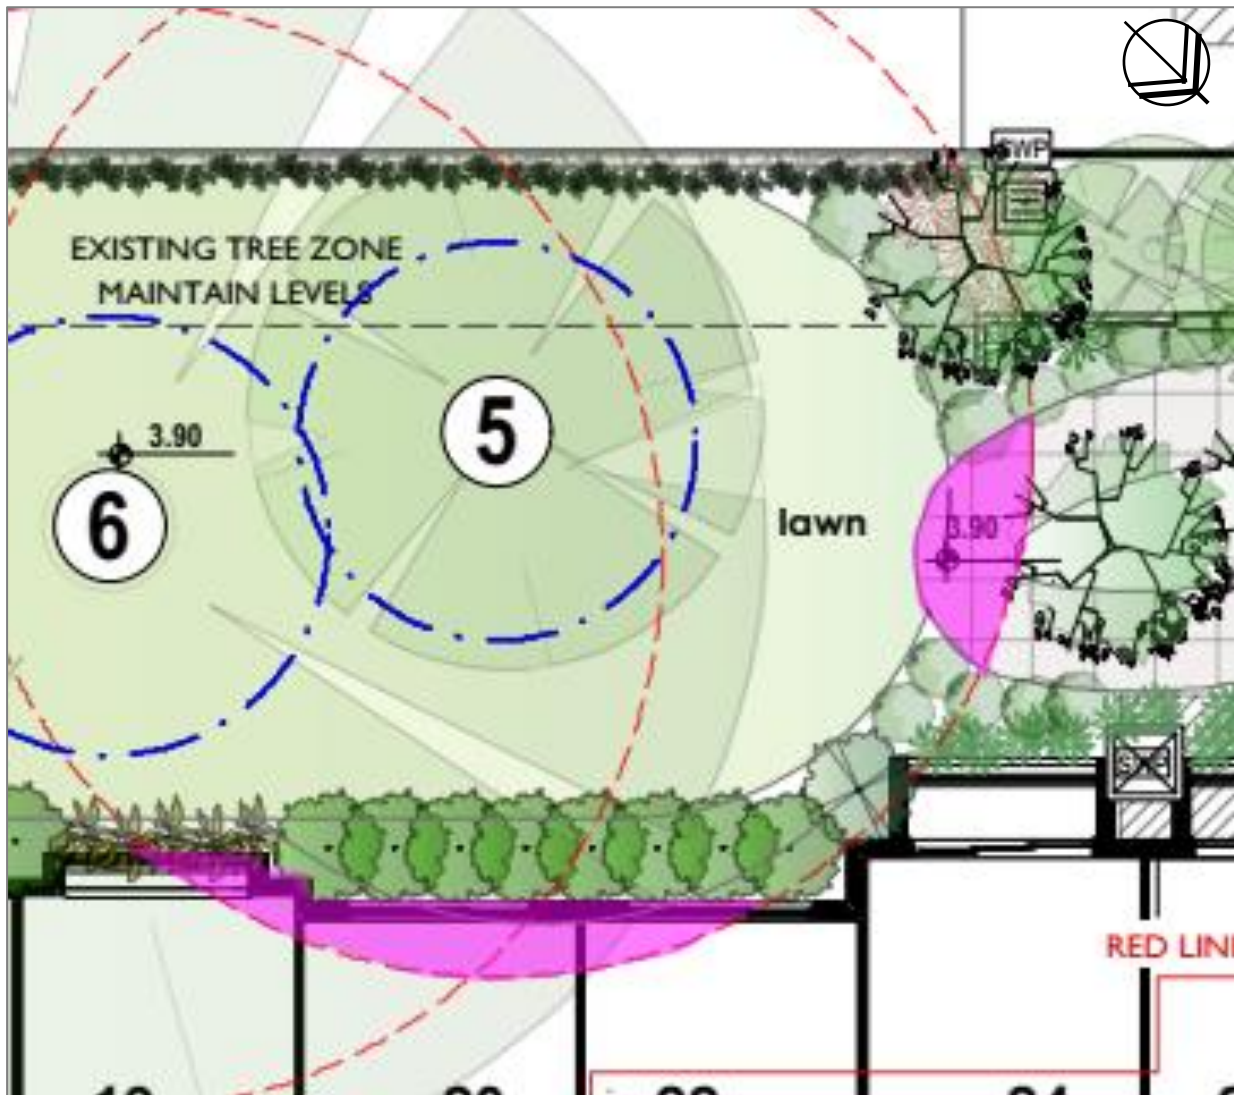 SWP
EXISTING TREE ZONE
MAINTAIN LEVELS
5
3.90
6
lawn
3.90
RED LIN